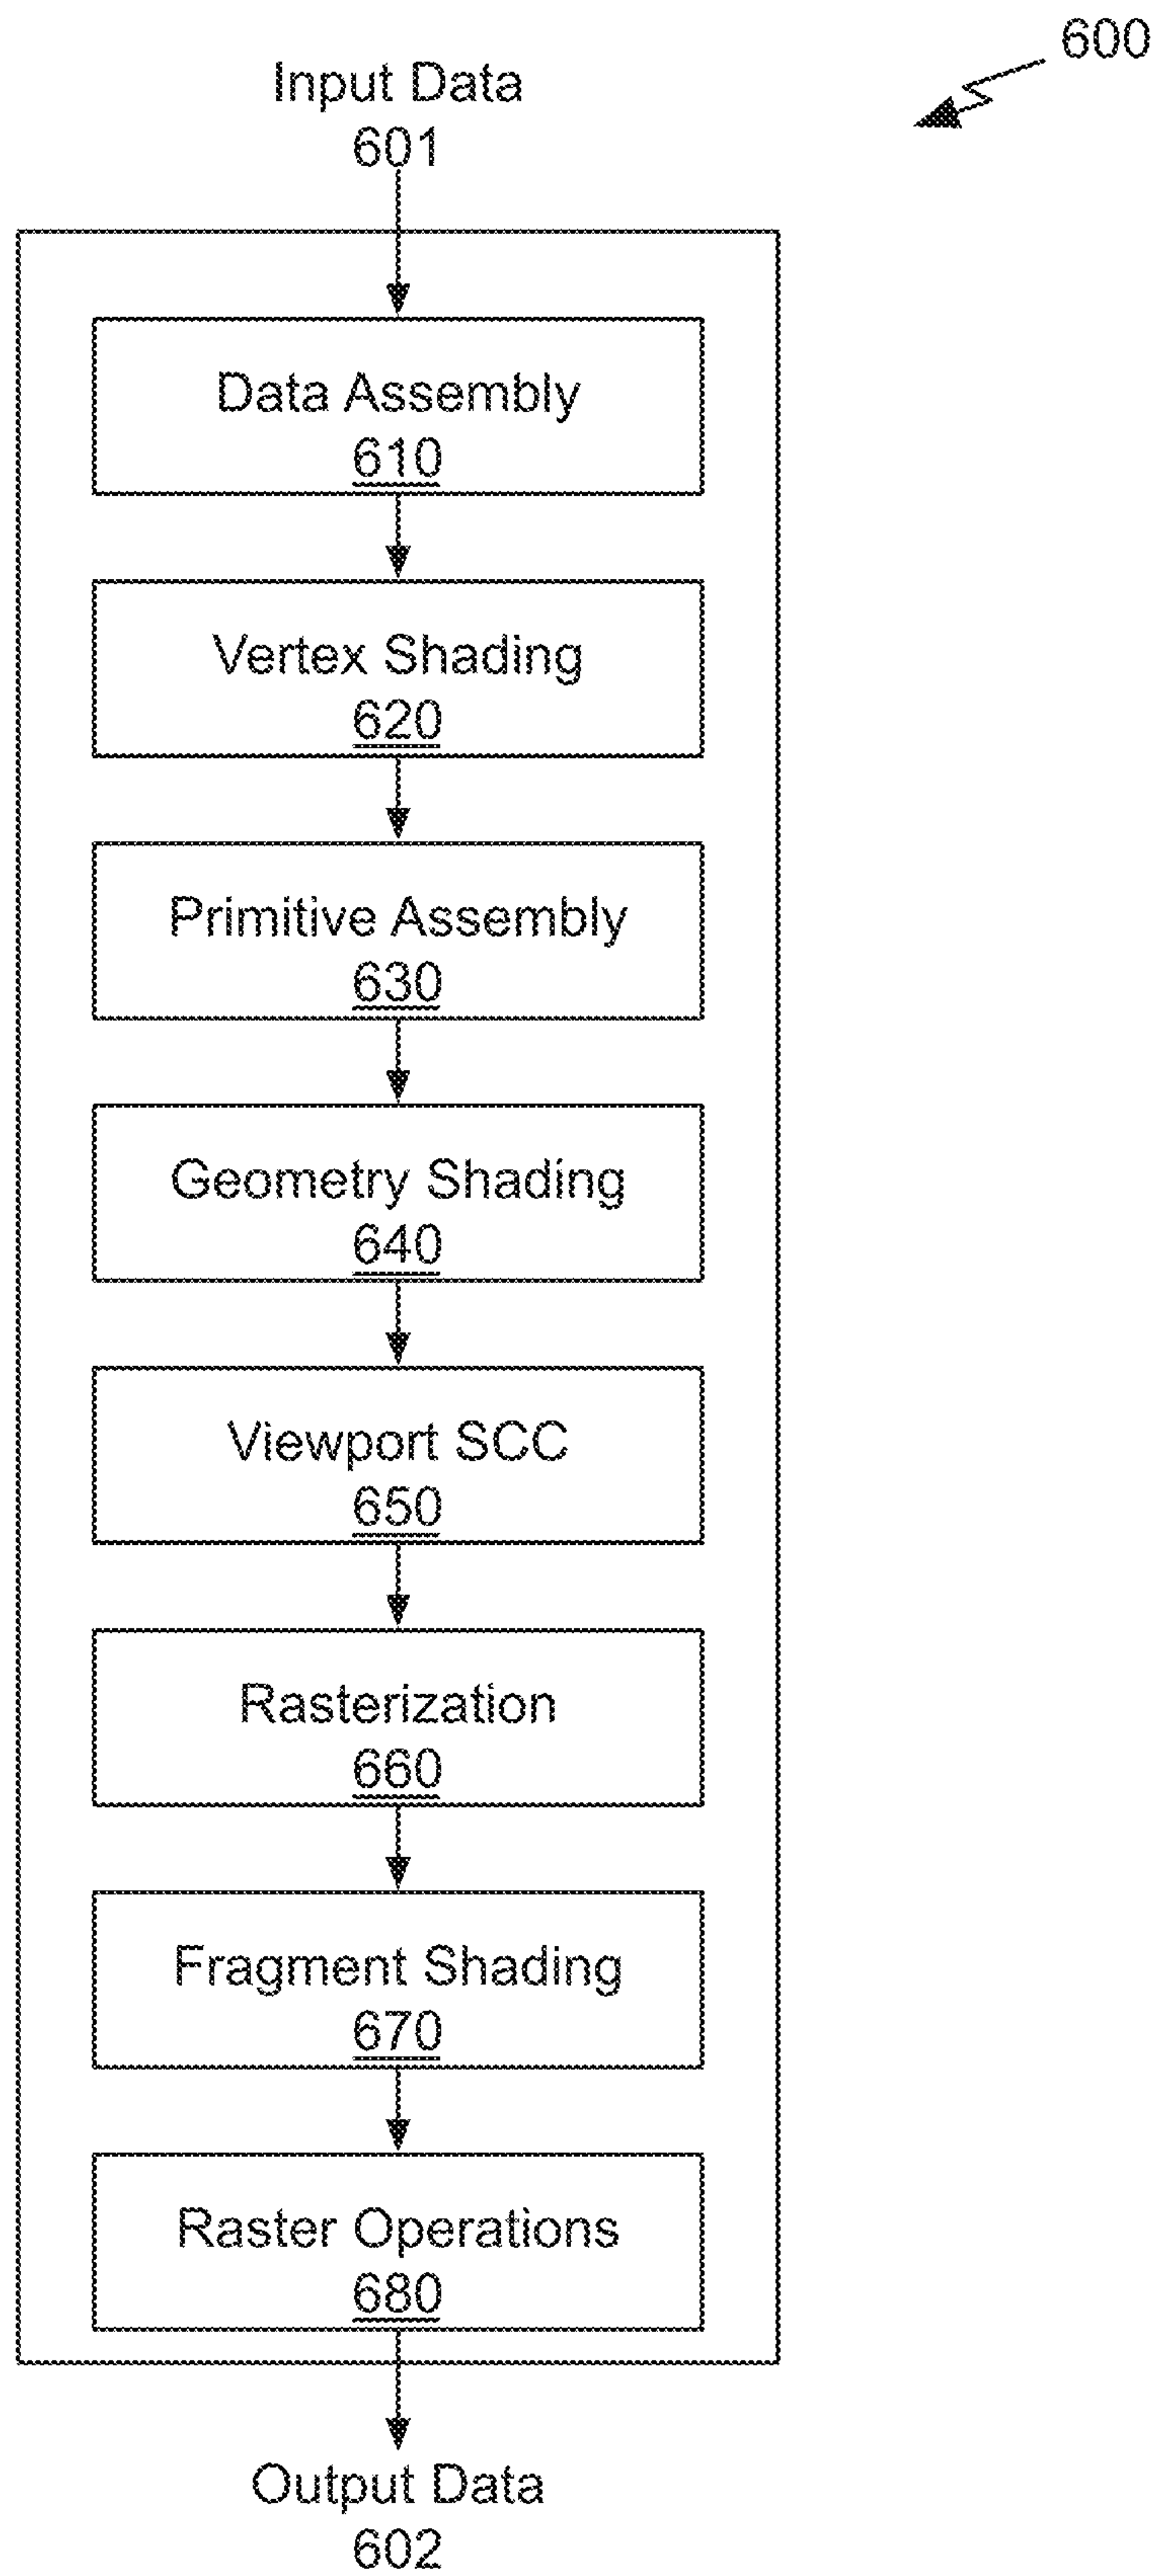 600
Input Data
601
Data Assembly
610
Vertex Shading
620
Primitive Assembly
630
Geometry Shading
640
Viewport SCC
650
Rasterization
660
Fragment Shading
670
Raster Operations
680
Output Data
602